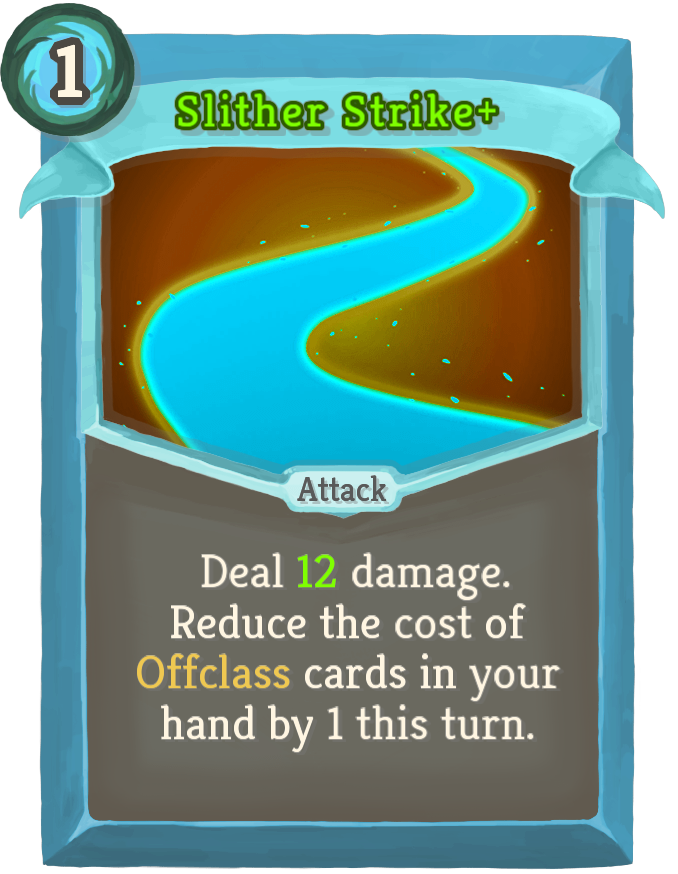 1
Slither Strike+
Attack
Deal 12 damage.
Reduce the cost of
Offclass cards in your
hand by 1 this turn.